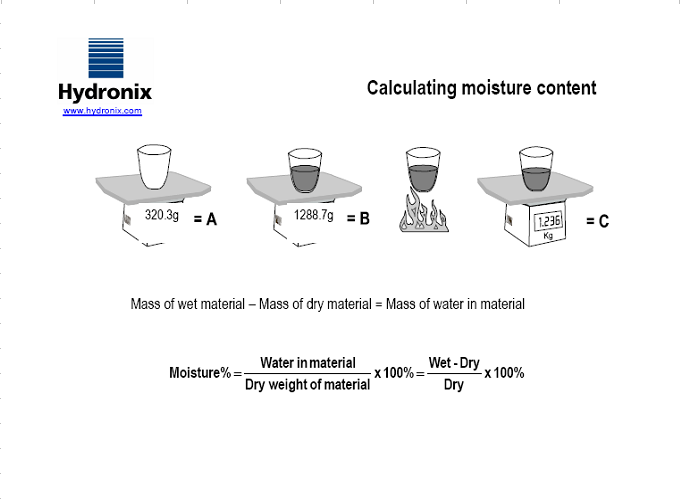 Hydronix
www.hydronix.com
Calculating moisture content
320.3g = A
1288.7g = B
1.236
Kg
= C
Mass of wet material – Mass of dry material = Mass of water in material
Moisture% = Water in material / Dry weight of material x 100% = Wet - Dry / Dry x 100%